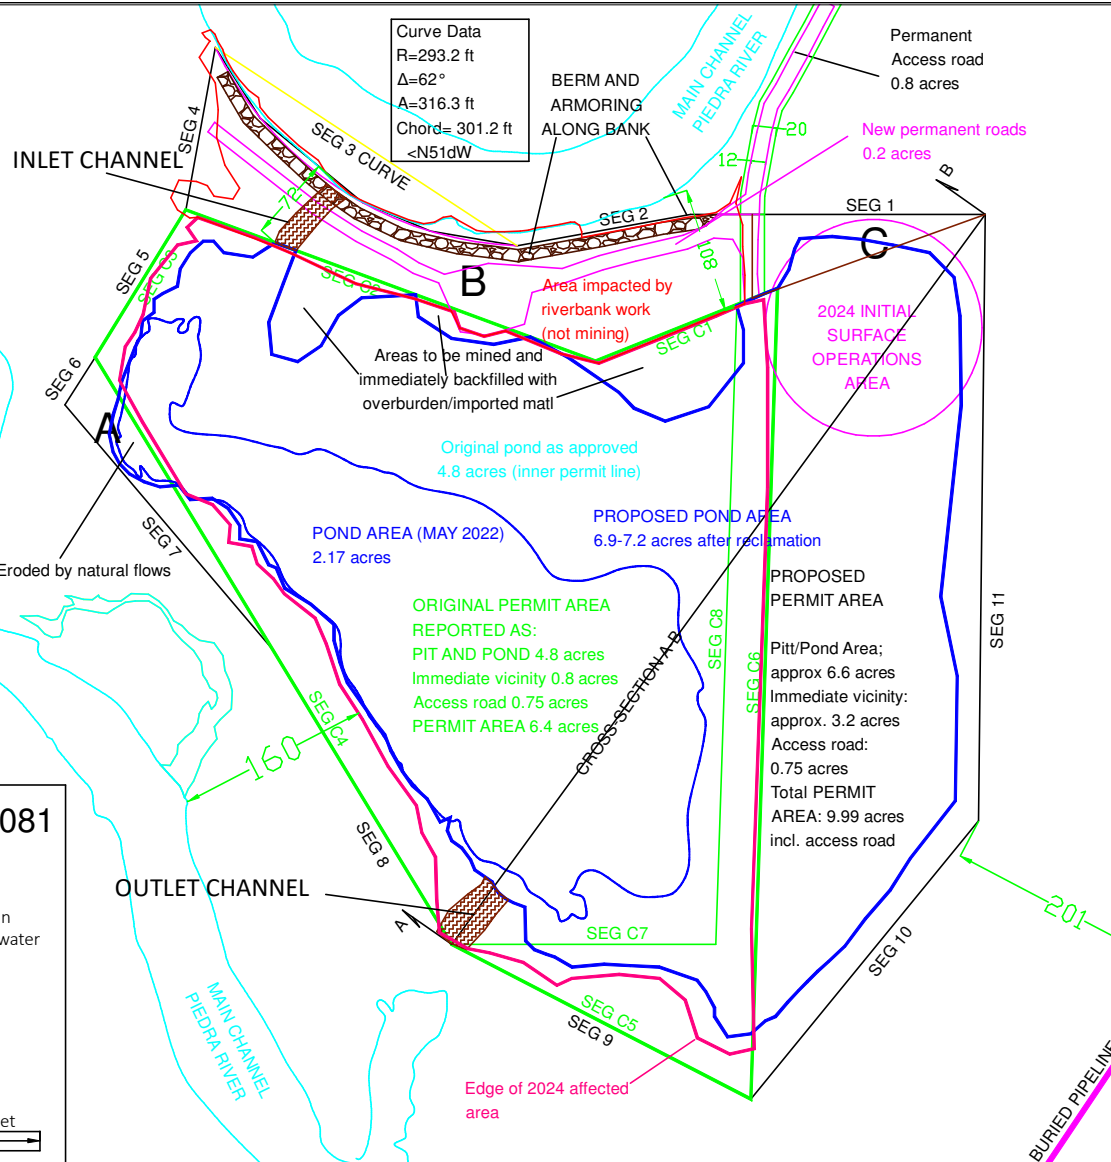 Curve Data
R=293.2 ft
Δ=62°
A=316.3 ft
Chord= 301.2 ft
<N51dW
BERM AND
ARMORING
ALONG BANK
MAIN CHANNEL
PIEDRA RIVER
Permanent
Access road
0.8 acres
20
12
New permanent roads
0.2 acres
B
SEG 4
SEG 3 CURVE
INLET CHANNEL
72
SEG 2
SEG 1
SEG 5
SEG C3
SEG C2
B
108
C
Area impacted by
riverbank work
(not mining)
SEG C1
2024 INITIAL
SURFACE
OPERATIONS
AREA
SEG 6
Areas to be mined and
immediately backfilled with
overburden/imported matl
A
Original pond as approved
4.8 acres (inner permit line)
SEG 7
POND AREA (MAY 2022)
2.17 acres
PROPOSED POND AREA
6.9-7.2 acres after reclamation
Eroded by natural flows
PROPOSED
PERMIT AREA
Pitt/Pond Area;
approx 6.6 acres
Immediate vicinity:
approx. 3.2 acres
Access road:
0.75 acres
Total PERMIT
AREA: 9.99 acres
incl. access road
ORIGINAL PERMIT AREA
REPORTED AS:
PIT AND POND 4.8 acres
Immediate vicinity 0.8 acres
Access road 0.75 acres
PERMIT AREA 6.4 acres
SEG C8
SEG C6
SEG 11
CROSS-SECTION A-B
SEG C4
160
081
SEG 8
OUTLET CHANNEL
A
water
SEG C7
SEG 10
201
MAIN CHANNEL
PIEDRA RIVER
SEG C5
SEG 9
Edge of 2024 affected
area
BURIED PIPELINE